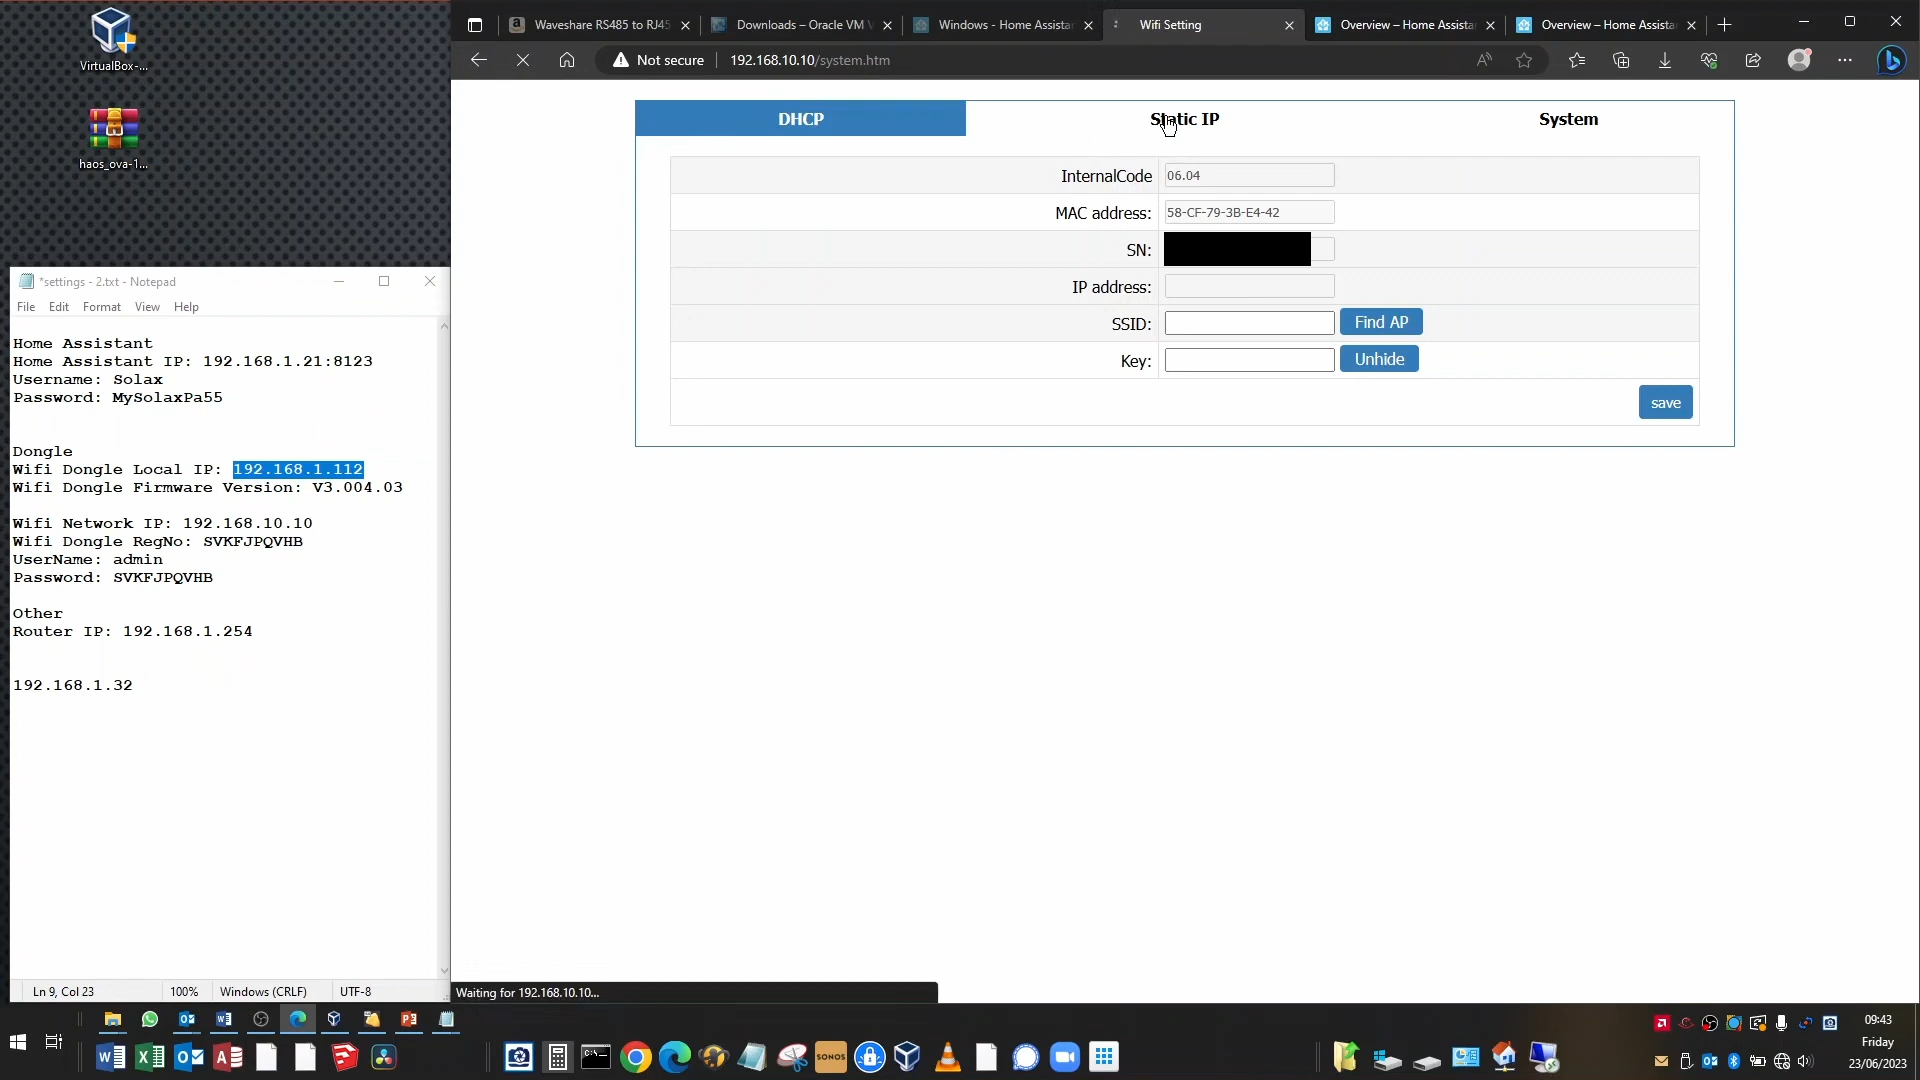 VirtualBox-...
haos_ova-1...
*settings - 2.txt - Notepad
File Edit Format View Help
Home Assistant
Home Assistant IP: 192.168.1.21:8123
Username: Solax
Password: MySolaxPa55
Dongle
Wifi Dongle Local IP: 192.168.1.112
Wifi Dongle Firmware Version: V3.004.03
Wifi Network IP: 192.168.10.10
Wifi Dongle RegNo: SVKFJPQVHB
UserName: admin
Password: SVKFJPQVHB
Other
Router IP: 192.168.1.254
192.168.1.32
Ln 9, Col 23 100% Windows (CRLF) UTF-8
Waveshare RS485 to RJ45 Downloads – Oracle VM V Windows - Home Assistan Wifi Setting Overview – Home Assista Overview – Home Assista
Not secure 192.168.10.10/system.htm
DHCP Static IP System
InternalCode 06.04
MAC address: 58-CF-79-3B-E4-42
SN:
IP address:
SSID: Find AP
Key: Unhide
save
Waiting for 192.168.10.10...
SONOS
09:43
Friday
23/06/2023